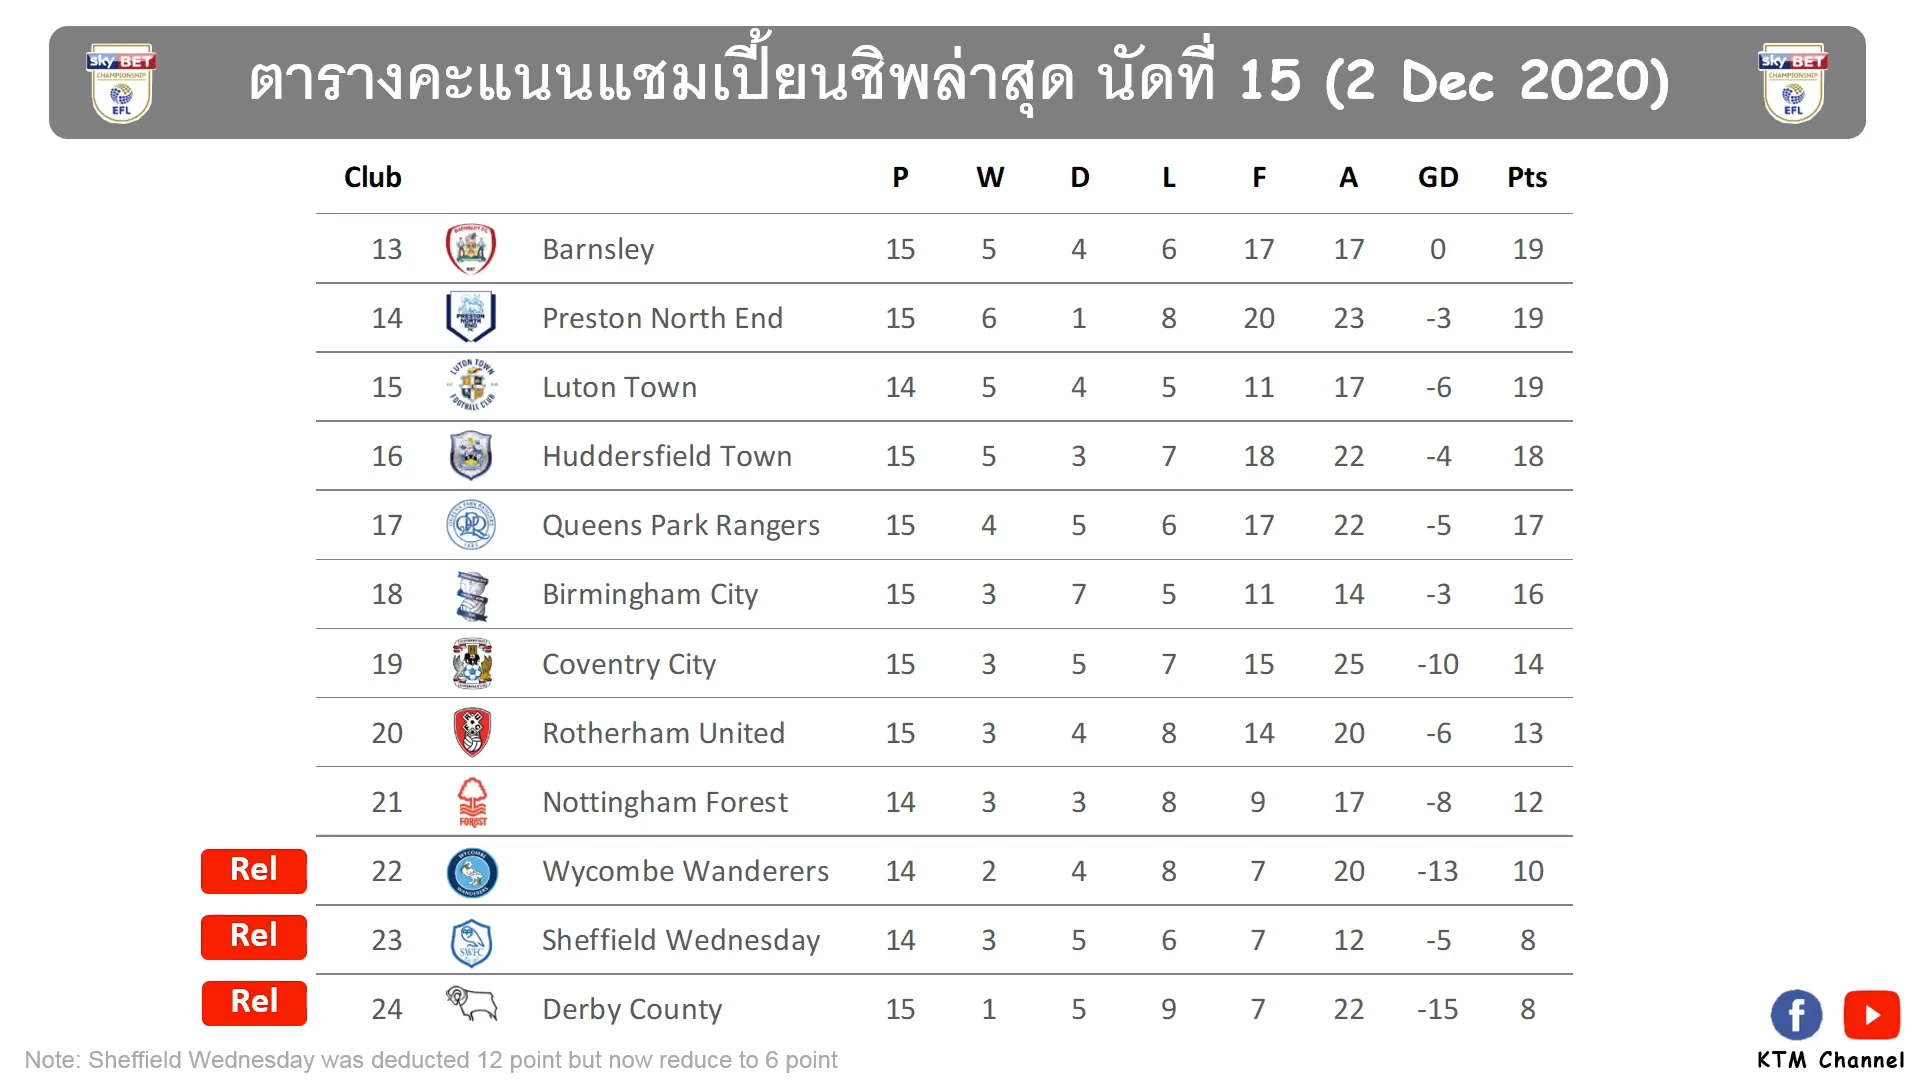 ตารางคะแนนแชมเปี้ยนชิพล่าสุด นัดที่ 15 (2 Dec 2020)
sky BET
CHAMPIONSHIP
EFL
sky BET
CHAMPIONSHIP
EFL
Club P W D L F A GD Pts
13 Barnsley 15 5 4 6 17 17 0 19
14 Preston North End 15 6 1 8 20 23 -3 19
15 Luton Town 14 5 4 5 11 17 -6 19
16 Huddersfield Town 15 5 3 7 18 22 -4 18
17 Queens Park Rangers 15 4 5 6 17 22 -5 17
18 Birmingham City 15 3 7 5 11 14 -3 16
19 Coventry City 15 3 5 7 15 25 -10 14
20 Rotherham United 15 3 4 8 14 20 -6 13
21 Nottingham Forest 14 3 3 8 9 17 -8 12
Rel 22 Wycombe Wanderers 14 2 4 8 7 20 -13 10
Rel 23 Sheffield Wednesday 14 3 5 6 7 12 -5 8
Rel 24 Derby County 15 1 5 9 7 22 -15 8
Note: Sheffield Wednesday was deducted 12 point but now reduce to 6 point
KTM Channel